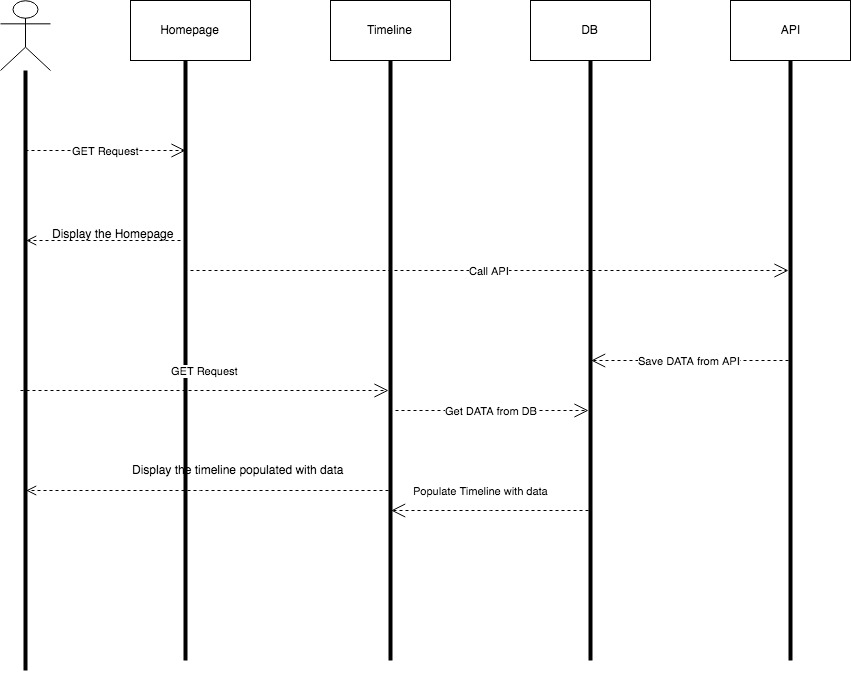 Homepage
Timeline
DB
API
GET Request
Display the Homepage
Call API
Save DATA from API
GET Request
Get DATA from DB
Display the timeline populated with data
Populate Timeline with data